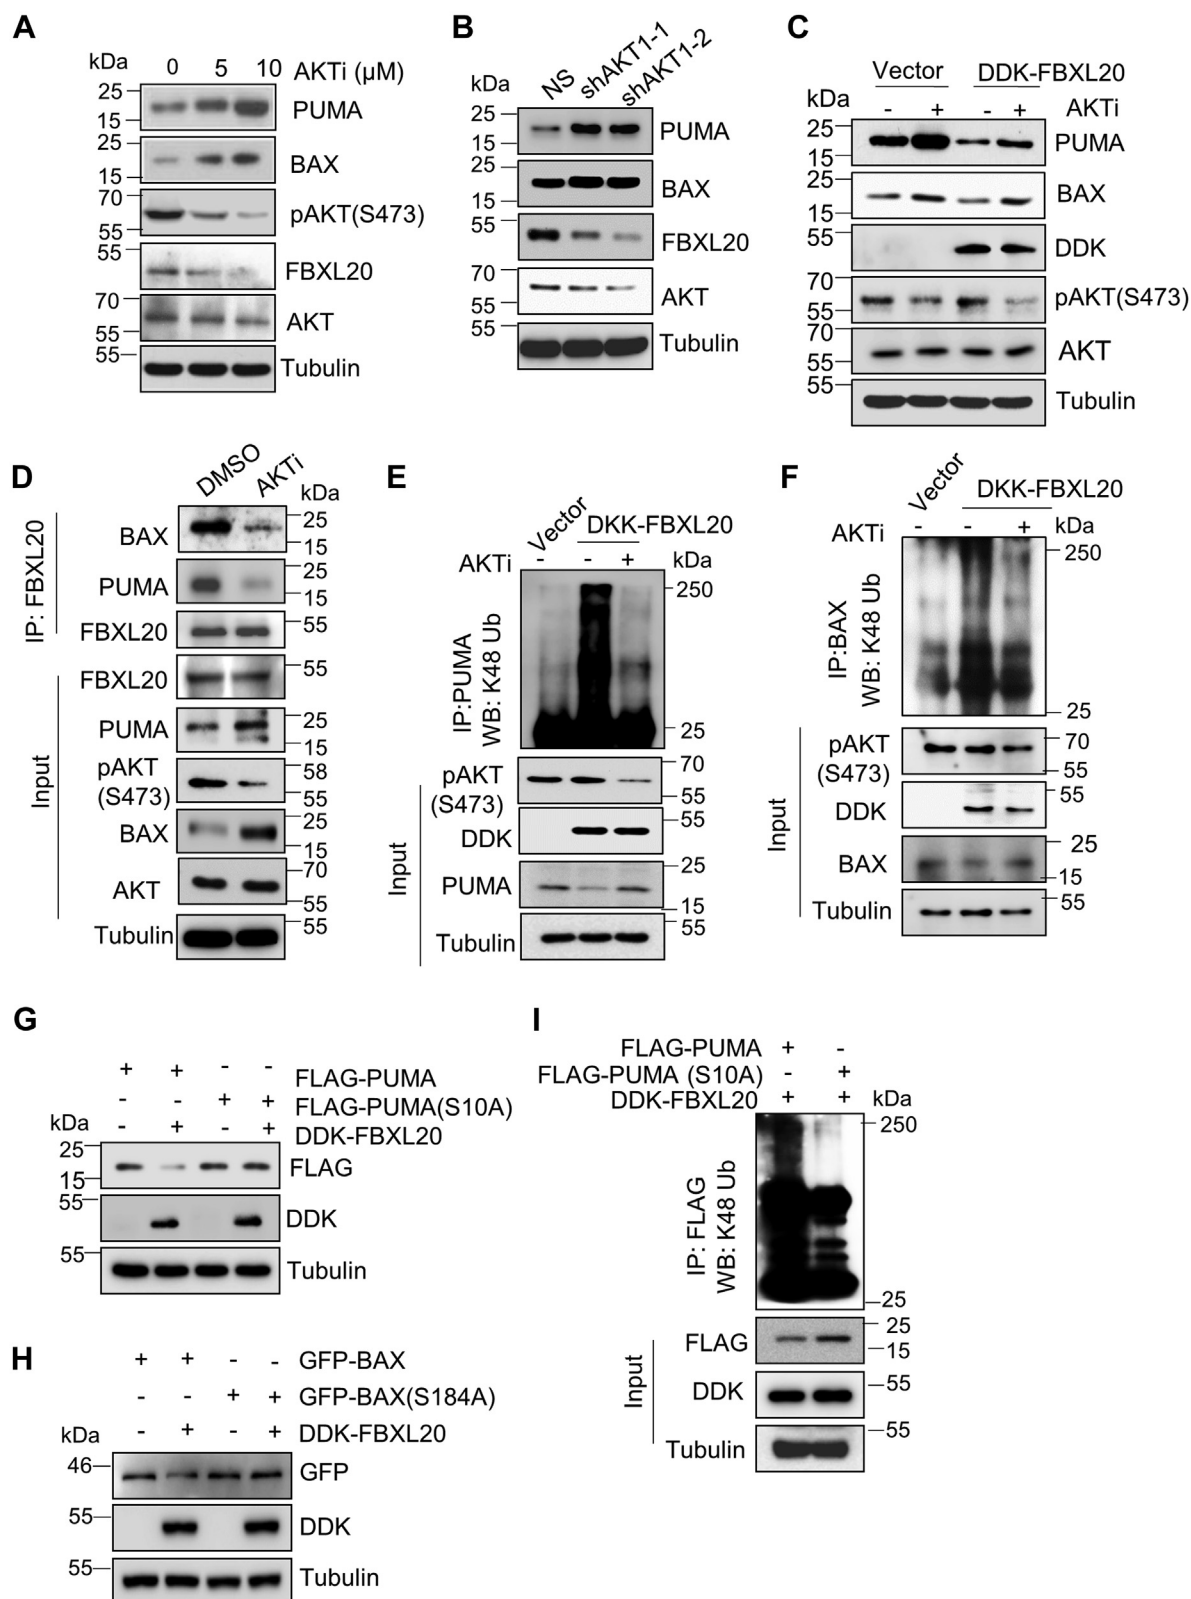 A
kDa 0 5 10 AKTi (µM)
25
15
PUMA
25
15
BAX
70
55
pAKT(S473)
FBXL20
70
55
AKT
55
Tubulin
B
kDa NS shAKT1-1 shAKT1-2
25
15
PUMA
25
15
BAX
55
FBXL20
70
55
AKT
55
Tubulin
C
Vector DDK-FBXL20
kDa - + - + AKTi
25
15
PUMA
25
15
BAX
55
DDK
70
55
pAKT(S473)
70
55
AKT
55
Tubulin
D
DMSO AKTi kDa
IP: FBXL20
BAX 25
15
PUMA 25
15
FBXL20 55
Input
FBXL20 55
PUMA 25
15
pAKT 58
(S473) 55
BAX 25
15
AKT 70
55
Tubulin 55
E
Vector DKK-FBXL20
AKTi - - + kDa
IP:PUMA
WB: K48 Ub
250
25
Input
pAKT 70
(S473) 55
DDK 55
PUMA 25
15
Tubulin 55
F
Vector DKK-FBXL20
AKTi - - + kDa
IP:BAX
WB: K48 Ub
250
25
Input
pAKT 70
(S473) 55
DDK 55
BAX 25
15
Tubulin 55
G
+ + - - FLAG-PUMA
- - + + FLAG-PUMA(S10A)
kDa - + - + DDK-FBXL20
25
15
FLAG
55
DDK
55
Tubulin
H
+ + - - GFP-BAX
- - + + GFP-BAX(S184A)
kDa - + - + DDK-FBXL20
46
GFP
55
DDK
55
Tubulin
I
FLAG-PUMA + -
FLAG-PUMA (S10A) - +
DDK-FBXL20 + + kDa
IP: FLAG
WB: K48 Ub
250
25
Input
FLAG 25
15
DDK 55
Tubulin 55